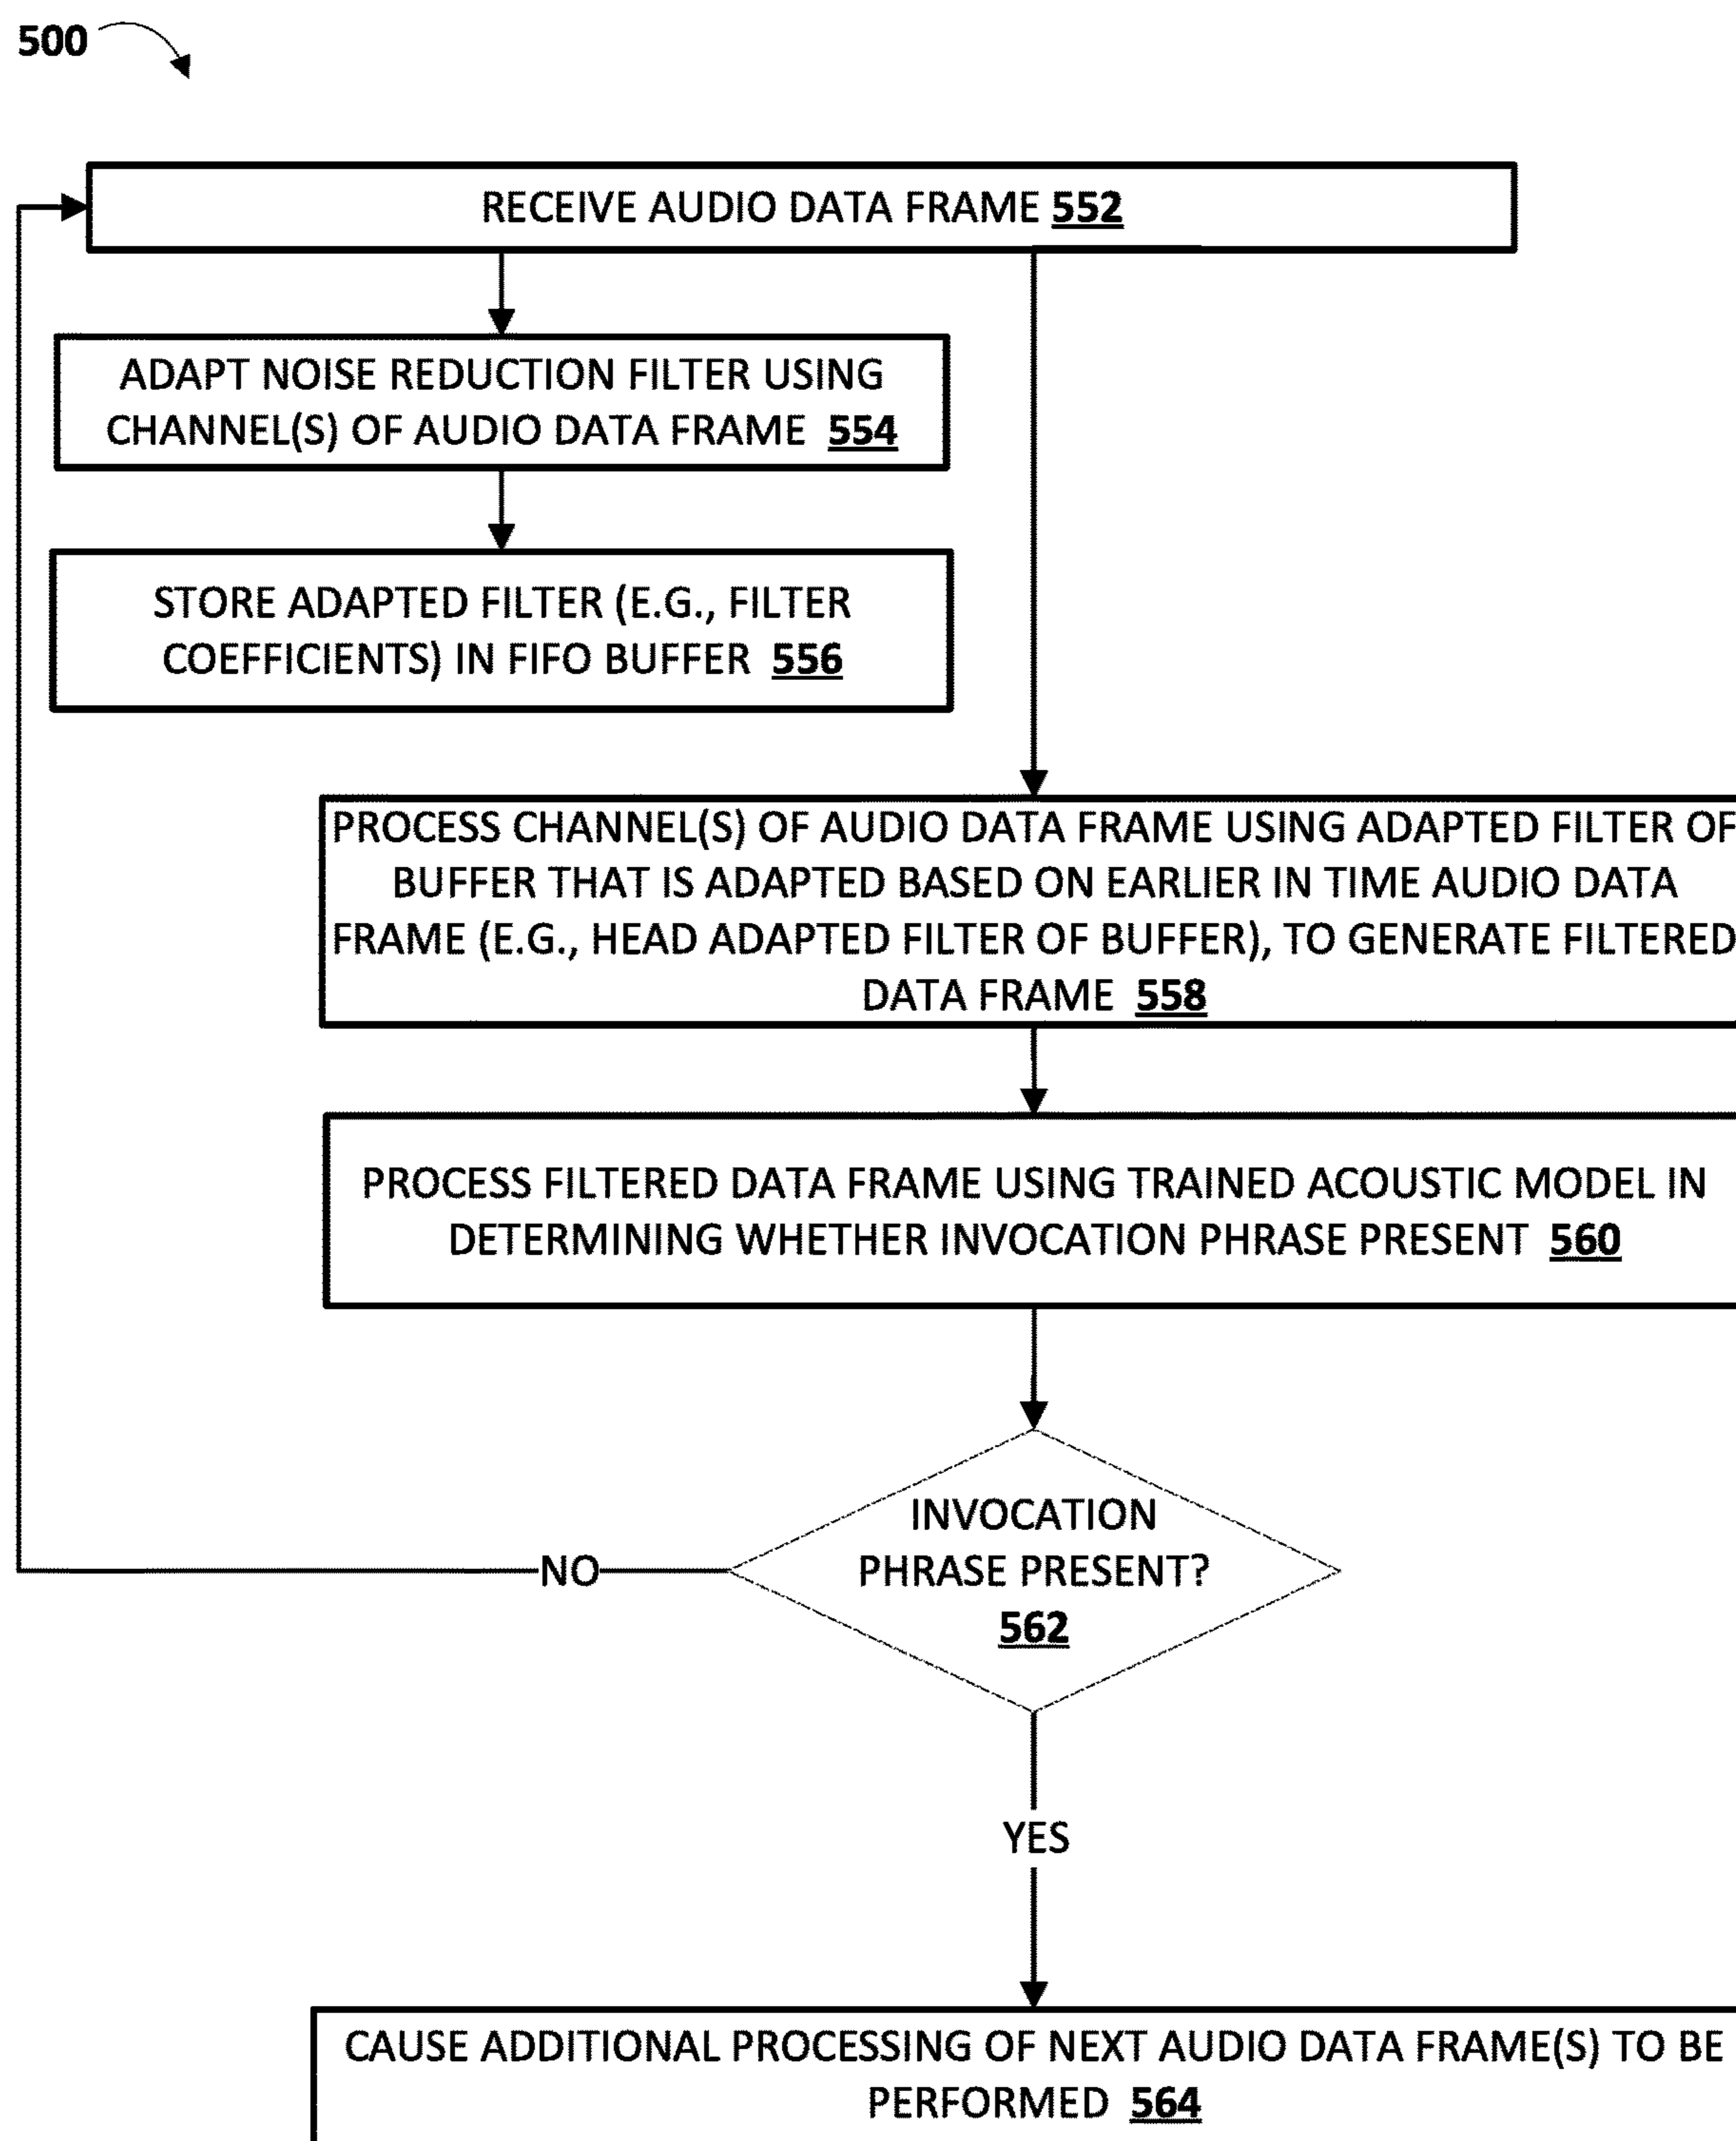 500
RECEIVE AUDIO DATA FRAME 552
ADAPT NOISE REDUCTION FILTER USING
CHANNEL(S) OF AUDIO DATA FRAME 554
STORE ADAPTED FILTER (E.G., FILTER
COEFFICIENTS) IN FIFO BUFFER 556
PROCESS CHANNEL(S) OF AUDIO DATA FRAME USING ADAPTED FILTER OF
BUFFER THAT IS ADAPTED BASED ON EARLIER IN TIME AUDIO DATA
FRAME (E.G., HEAD ADAPTED FILTER OF BUFFER), TO GENERATE FILTERED
DATA FRAME 558
PROCESS FILTERED DATA FRAME USING TRAINED ACOUSTIC MODEL IN
DETERMINING WHETHER INVOCATION PHRASE PRESENT 560
INVOCATION
PHRASE PRESENT?
562
NO
YES
CAUSE ADDITIONAL PROCESSING OF NEXT AUDIO DATA FRAME(S) TO BE
PERFORMED 564